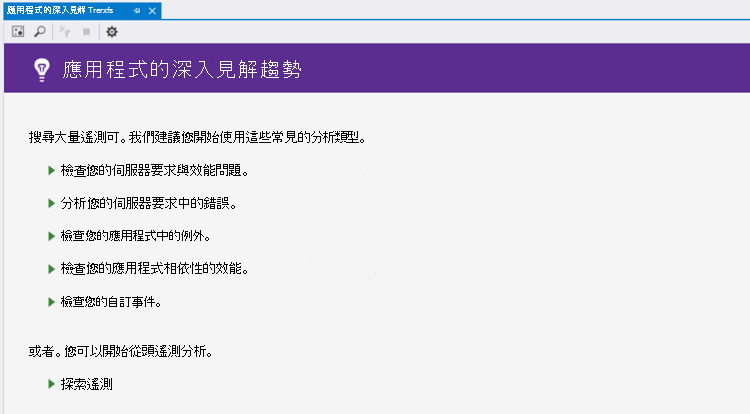 應用程式的深入見解 Trends
應用程式的深入見解趨勢
搜尋大量遙測可。我們建議您開始使用這些常見的分析類型。
檢查您的伺服器要求與效能問題。
分析您的伺服器要求中的錯誤。
檢查您的應用程式中的例外。
檢查您的應用程式相依性的效能。
檢查您的自訂事件。
或者。您可以開始從頭遙測分析。
探索遙測